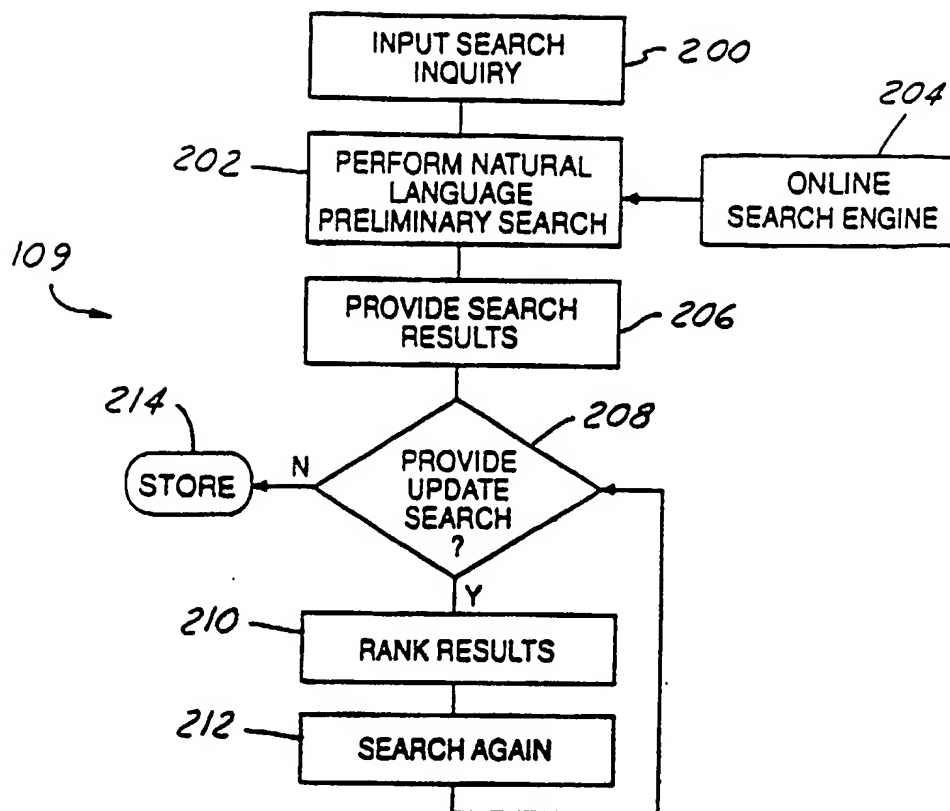 INPUT SEARCH
INQUIRY
200
204
202
PERFORM NATURAL
LANGUAGE
PRELIMINARY SEARCH
ONLINE
SEARCH ENGINE
109
PROVIDE SEARCH
RESULTS
206
214
208
N
STORE
PROVIDE
UPDATE
SEARCH
?
Y
210
RANK RESULTS
212
SEARCH AGAIN